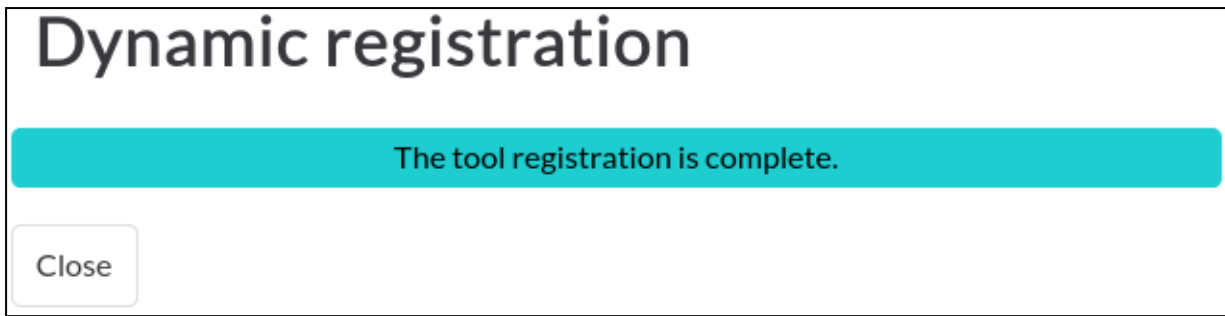 Dynamic registration
The tool registration is complete.
Close